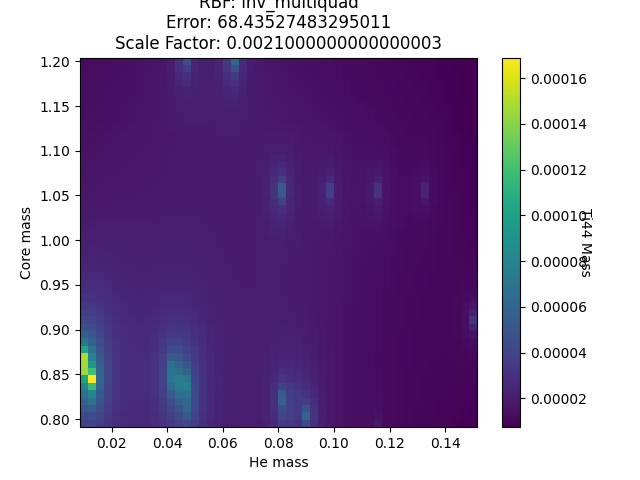 RBF: inv_multiquad
Error: 68.43527483295011
Scale Factor: 0.0021000000000000003
1.20
1.15
1.10
1.05
1.00
0.95
0.90
0.85
0.80
Core mass
0.02 0.04 0.06 0.08 0.10 0.12 0.14
He mass
0.00016
0.00014
0.00012
0.00010
0.00008
0.00006
0.00004
0.00002
Ti44 Mass